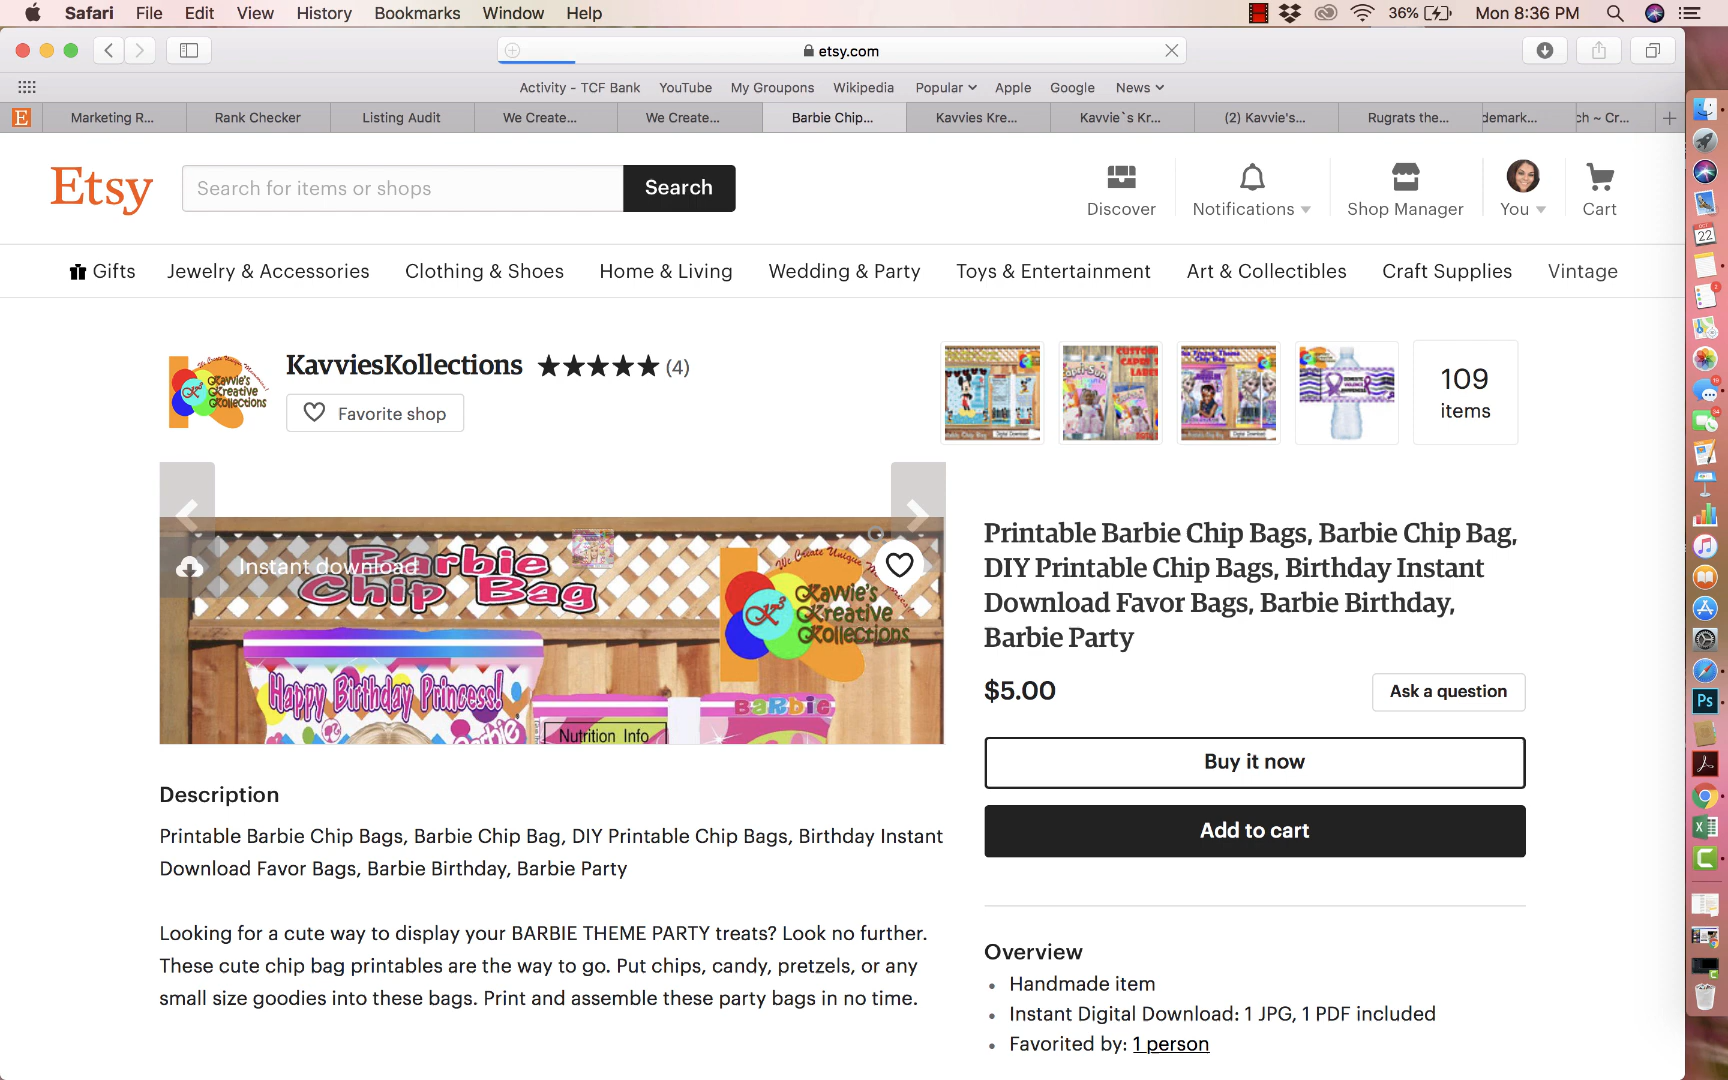 Safari File Edit View History Bookmarks Window Help
36% Mon 8:36 PM
etsy.com
Activity - TCF Bank YouTube My Groupons Wikipedia Popular Apple Google News
E Marketing R... Rank Checker Listing Audit We Create... We Create... Barbie Chip... Kavvies Kre... Kavvie`s Kr... (2) Kavvie's... Rugrats the... demark... ch ~ Cr...
Etsy
Search for items or shops
Search
Discover Notifications Shop Manager You Cart
Gifts Jewelry & Accessories Clothing & Shoes Home & Living Wedding & Party Toys & Entertainment Art & Collectibles Craft Supplies Vintage
KavviesKollections (4)
Favorite shop
109
items
Instant download
Barbie
Chip Bag
We Create Unique Memories!
K3
Kavvie's
Kreative
Kollections
Happy Birthday Princess!
Barbie
Nutrition Info
Printable Barbie Chip Bags, Barbie Chip Bag,
DIY Printable Chip Bags, Birthday Instant
Download Favor Bags, Barbie Birthday,
Barbie Party
$5.00
Ask a question
Buy it now
Add to cart
Description
Printable Barbie Chip Bags, Barbie Chip Bag, DIY Printable Chip Bags, Birthday Instant
Download Favor Bags, Barbie Birthday, Barbie Party
Looking for a cute way to display your BARBIE THEME PARTY treats? Look no further.
These cute chip bag printables are the way to go. Put chips, candy, pretzels, or any
small size goodies into these bags. Print and assemble these party bags in no time.
Overview
Handmade item
Instant Digital Download: 1 JPG, 1 PDF included
Favorited by: 1 person
22
Ps